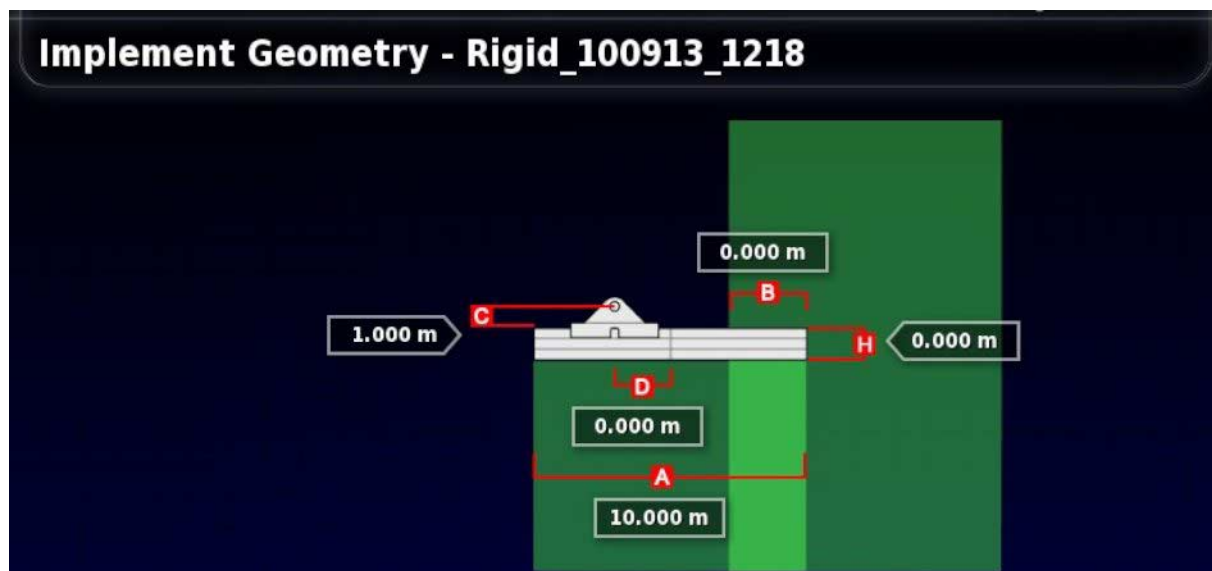 Implement Geometry - Rigid_100913_1218
0.000 m
B
C
1.000 m
H
0.000 m
D
0.000 m
A
10.000 m